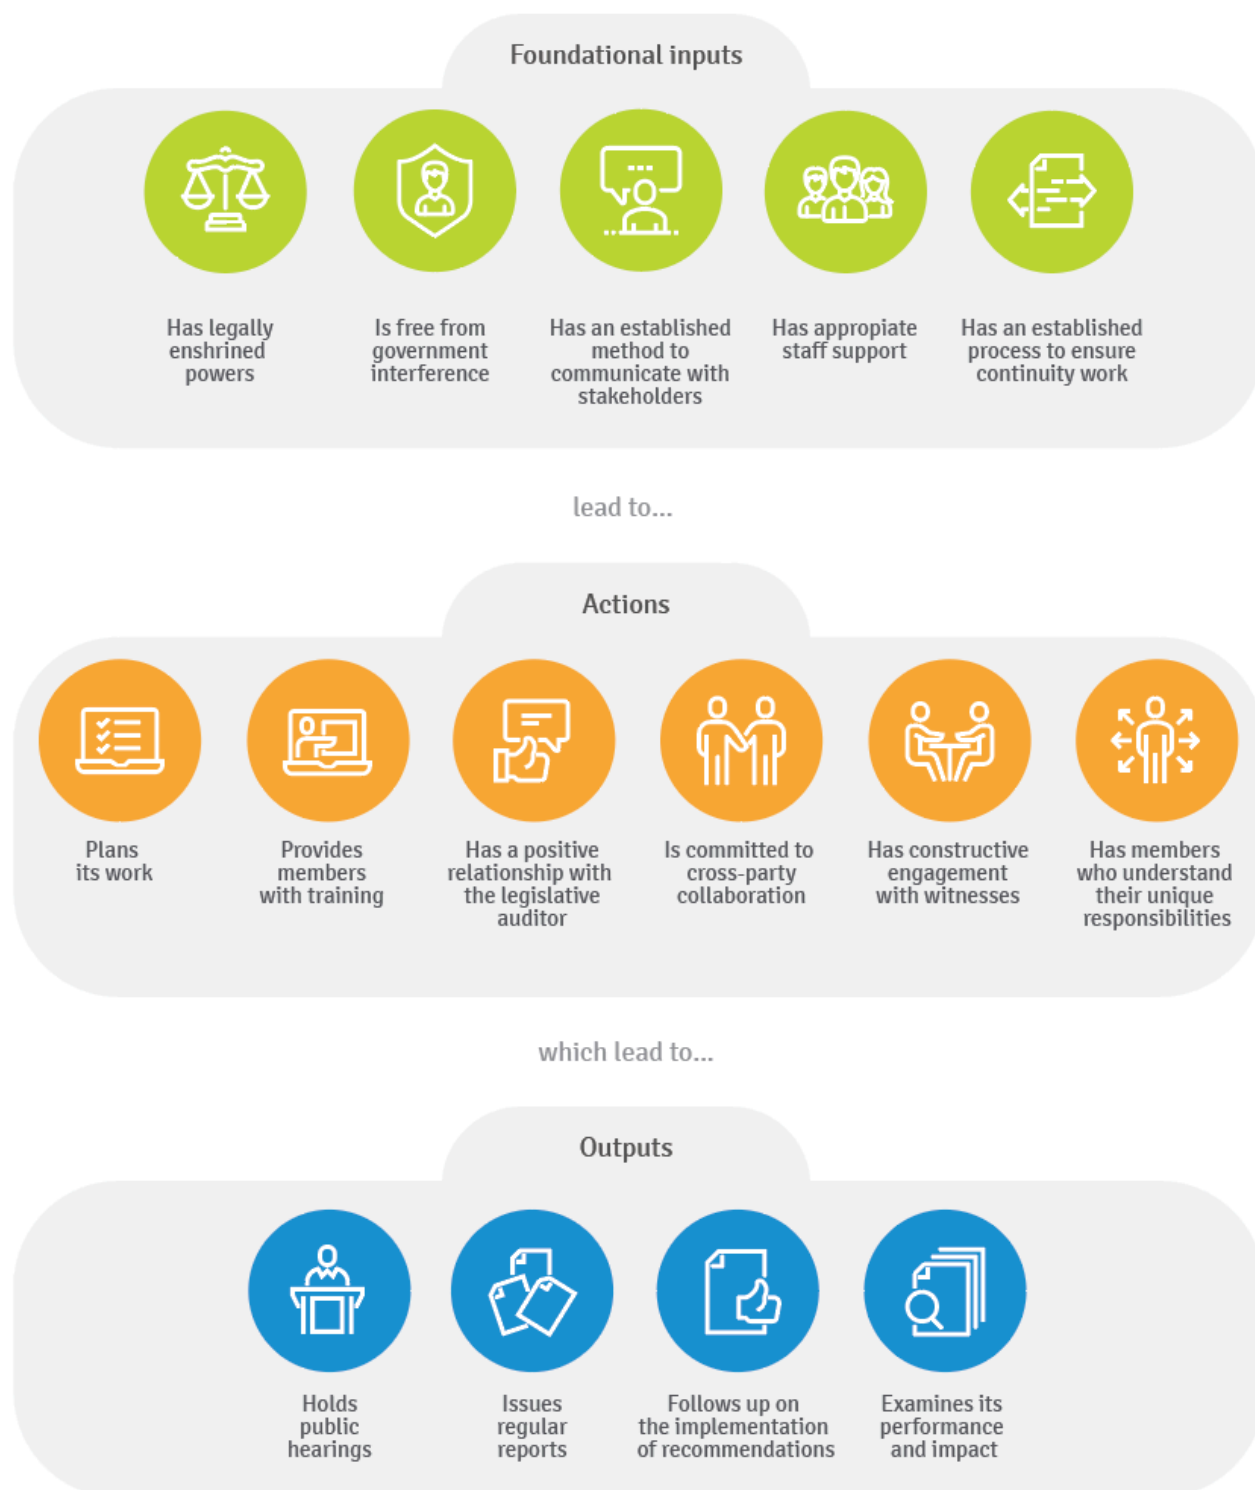 Foundational inputs
Has legally
enshrined
powers
Is free from
government
interference
Has an established
method to
communicate with
stakeholders
Has appropiate
staff support
Has an established
process to ensure
continuity work
lead to...
Actions
Plans
its work
Provides
members
with training
Has a positive
relationship with
the legislative
auditor
Is committed to
cross-party
collaboration
Has constructive
engagement
with witnesses
Has members
who understand
their unique
responsibilities
which lead to...
Outputs
Holds
public
hearings
Issues
regular
reports
Follows up on
the implementation
of recommendations
Examines its
performance
and impact